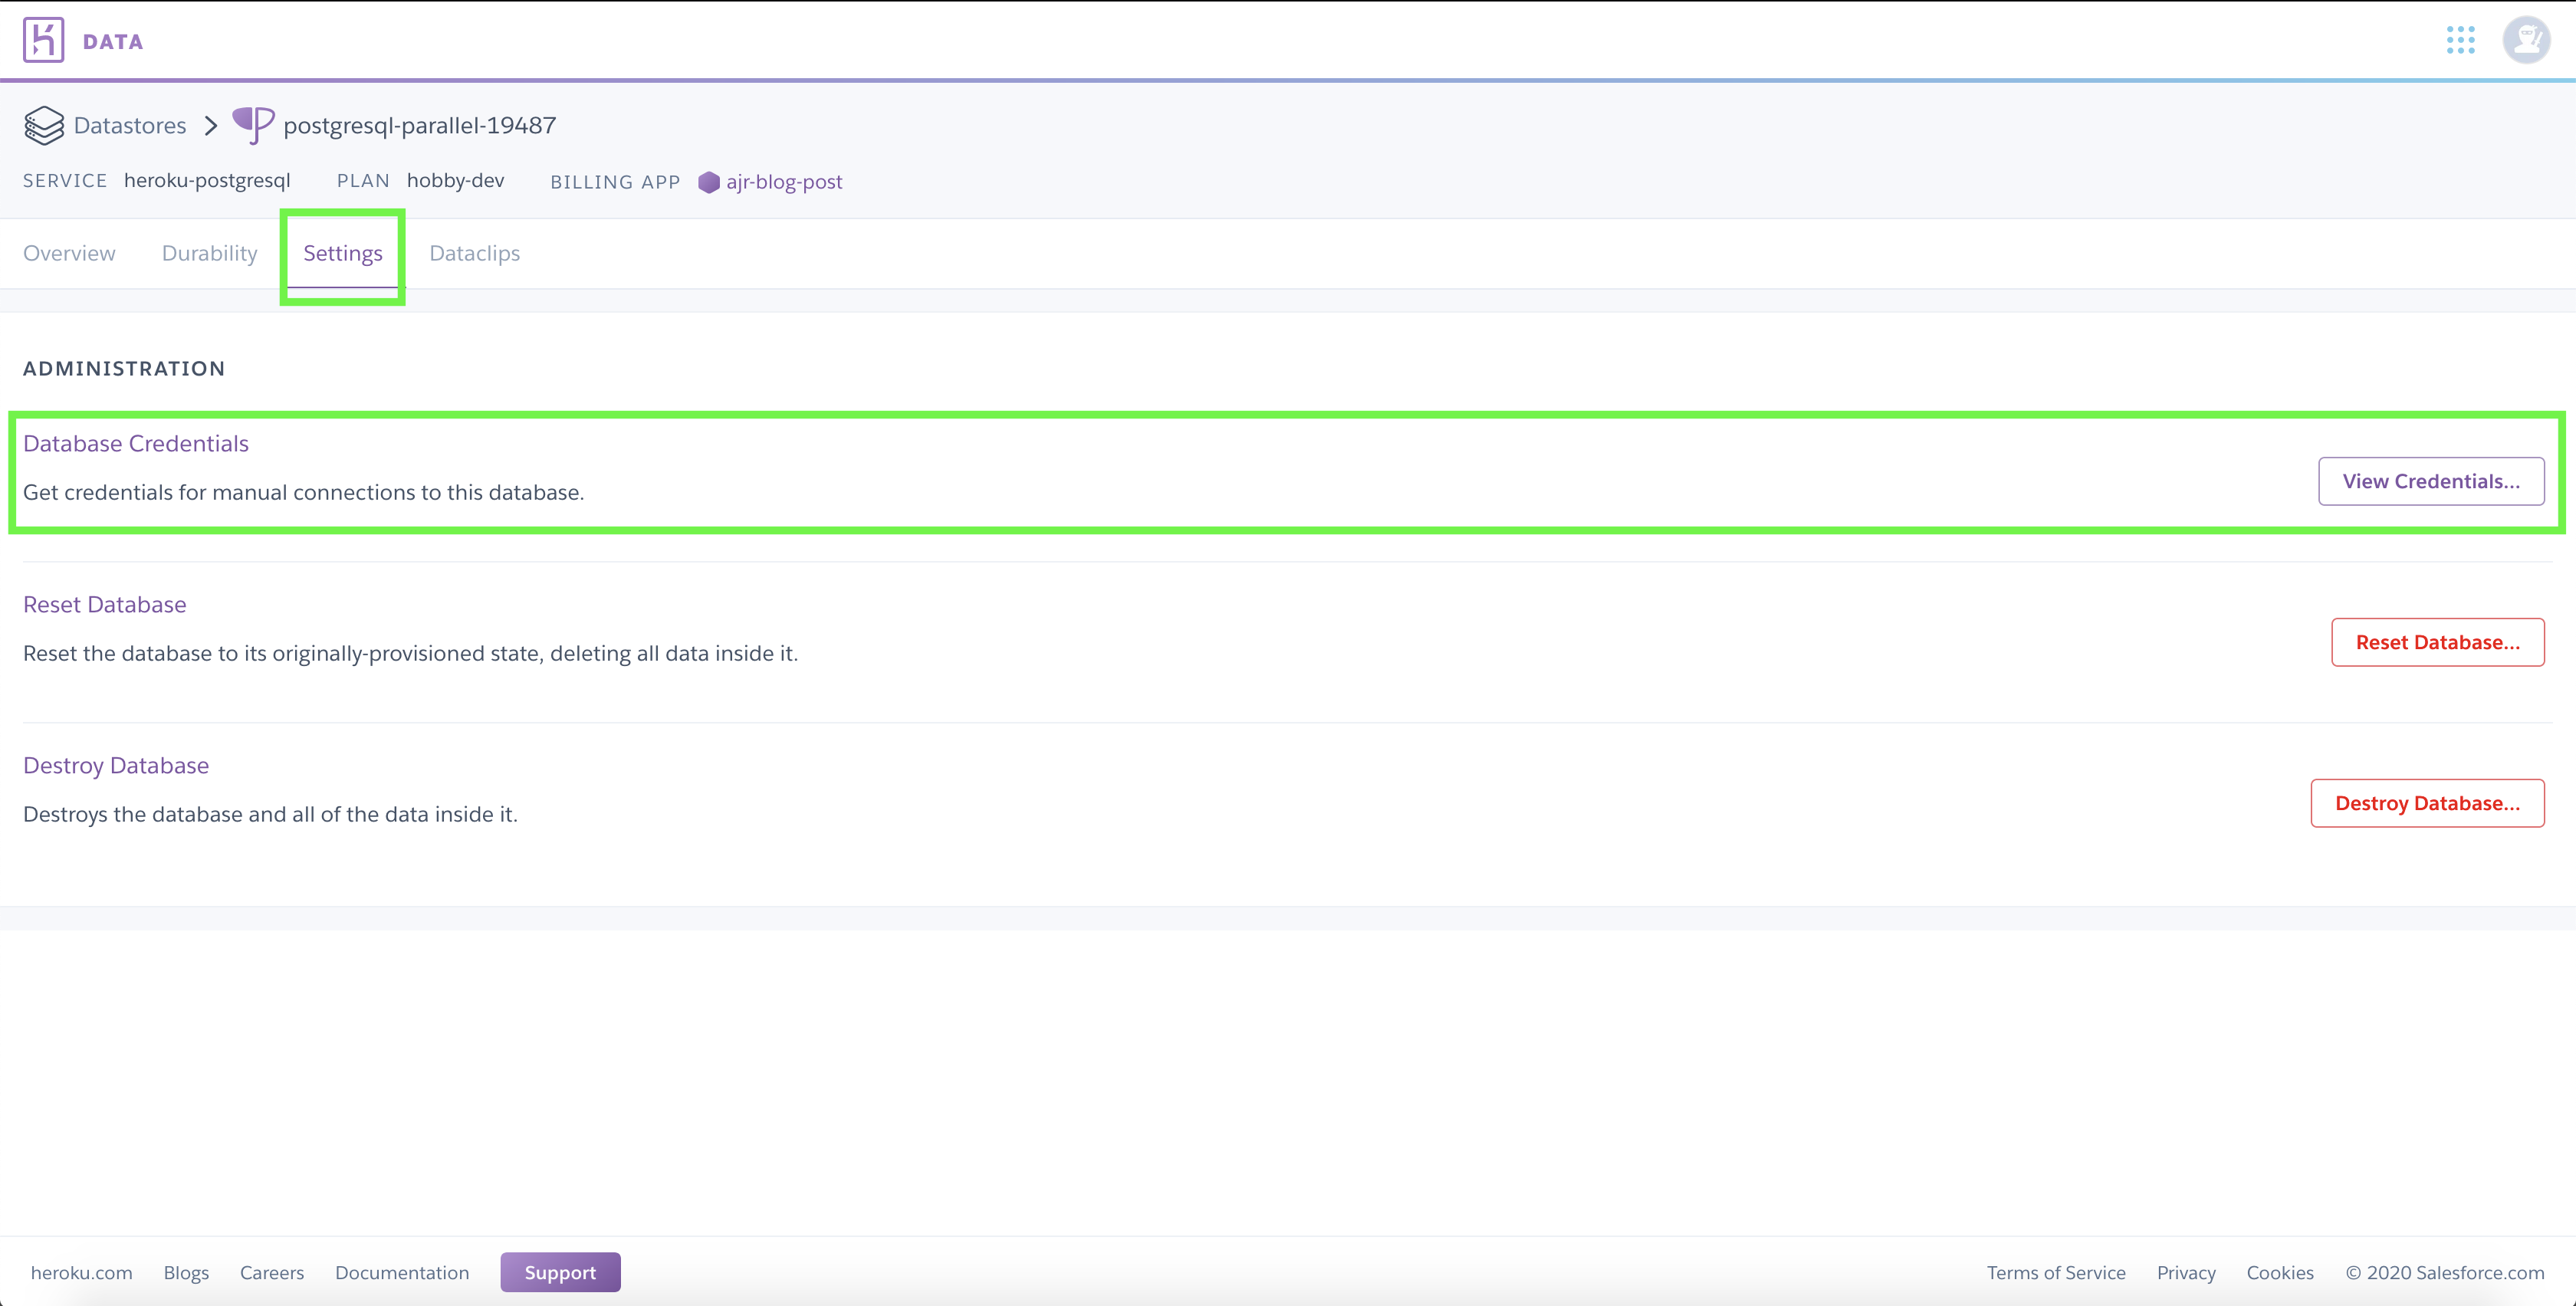 DATA
Datastores postgresql-parallel-19487
SERVICE heroku-postgresql PLAN hobby-dev BILLING APP ajr-blog-post
Overview Durability Settings Dataclips
ADMINISTRATION
Database Credentials
Get credentials for manual connections to this database.
View Credentials...
Reset Database
Reset the database to its originally-provisioned state, deleting all data inside it.
Reset Database...
Destroy Database
Destroys the database and all of the data inside it.
Destroy Database...
heroku.com Blogs Careers Documentation Support Terms of Service Privacy Cookies © 2020 Salesforce.com